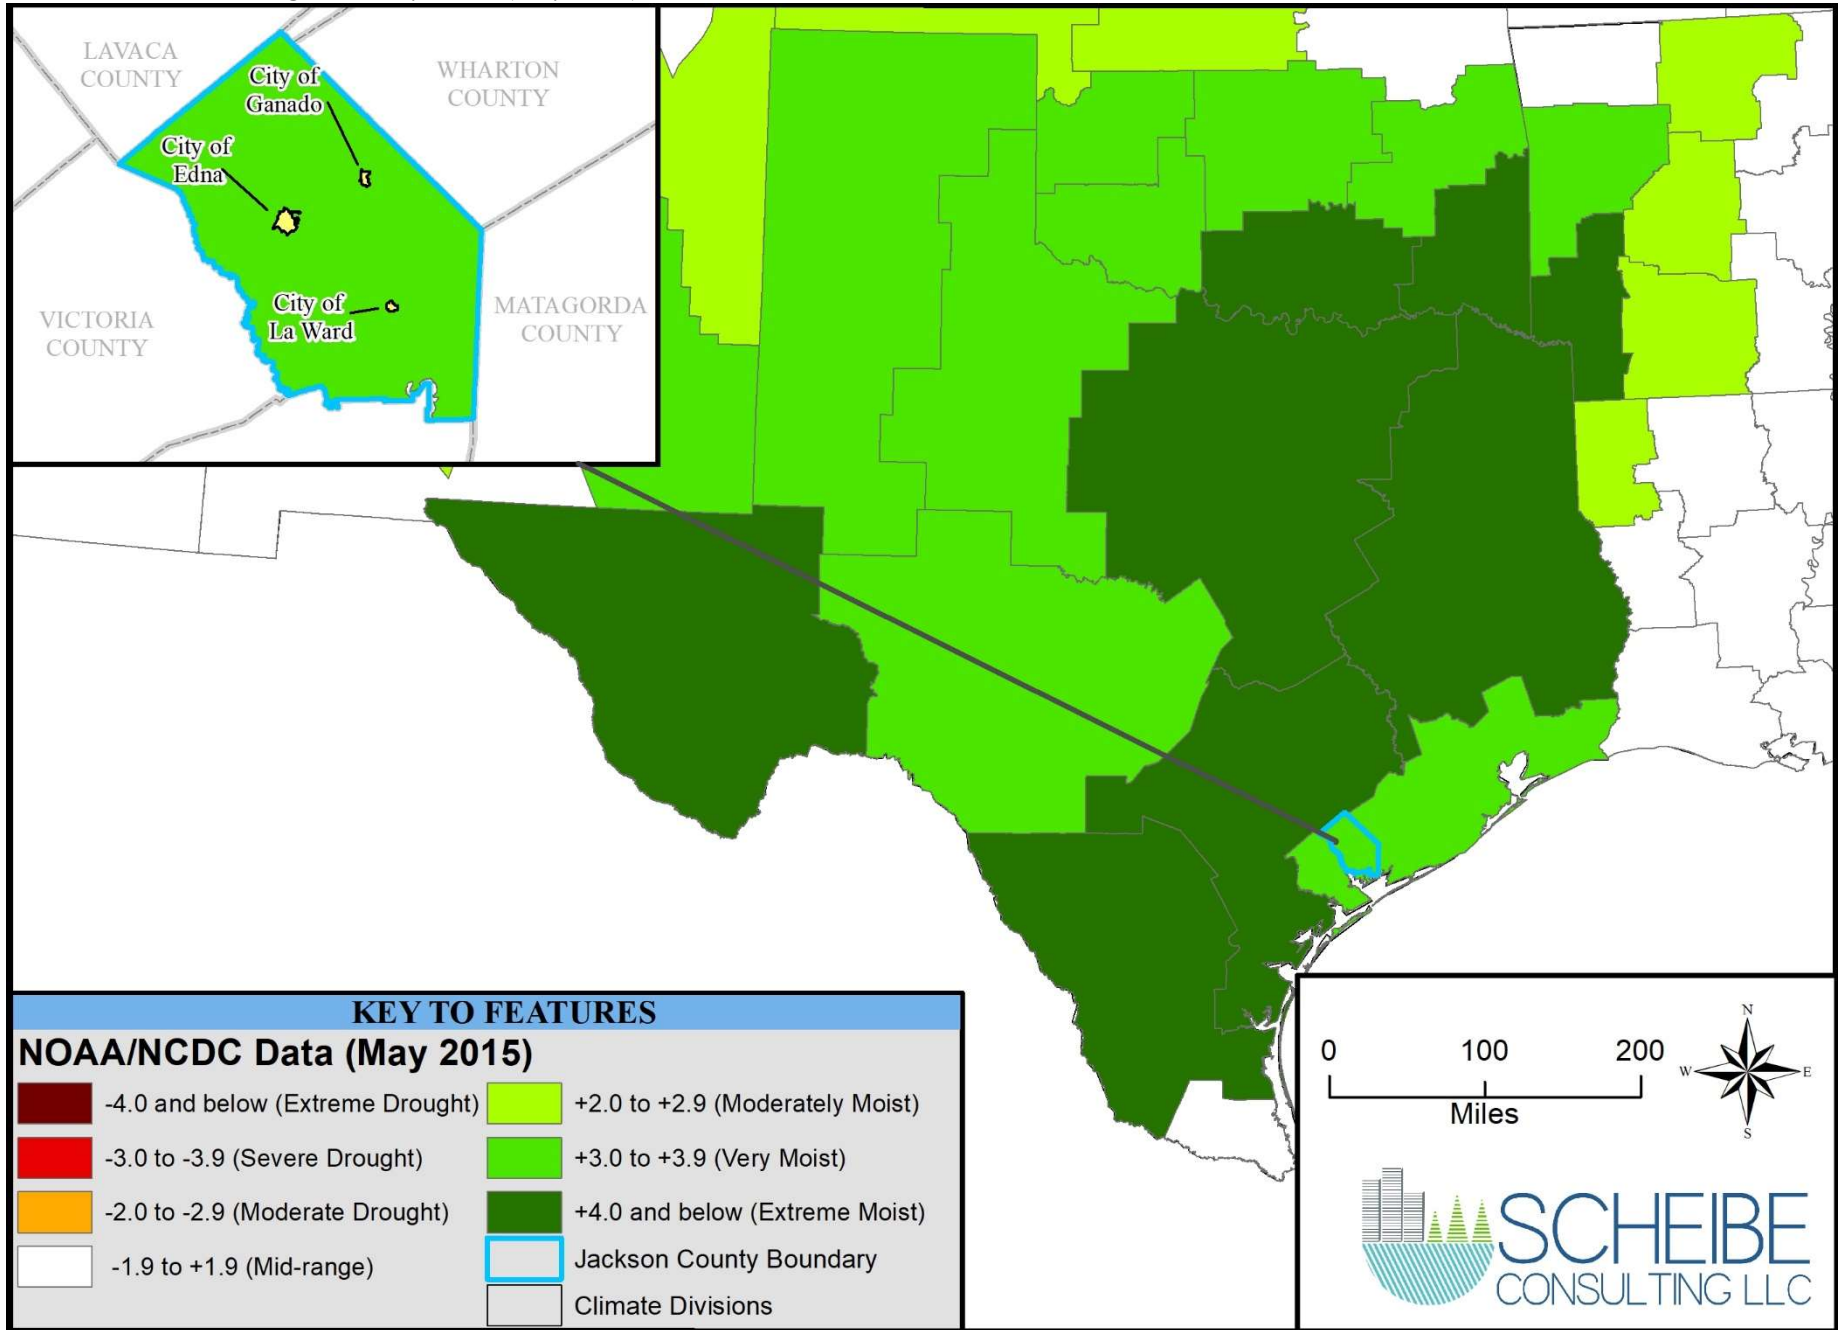 LAVACA
COUNTY
City of
Ganado
WHARTON
COUNTY
City of
Edna
City of
La Ward
VICTORIA
COUNTY
MATAGORDA
COUNTY
KEY TO FEATURES
NOAA/NCDC Data (May 2015)
-4.0 and below (Extreme Drought)
-3.0 to -3.9 (Severe Drought)
-2.0 to -2.9 (Moderate Drought)
-1.9 to +1.9 (Mid-range)
+2.0 to +2.9 (Moderately Moist)
+3.0 to +3.9 (Very Moist)
+4.0 and below (Extreme Moist)
Jackson County Boundary
Climate Divisions
0 100 200
Miles
N
W E
S
SCHEIBE
CONSULTING LLC